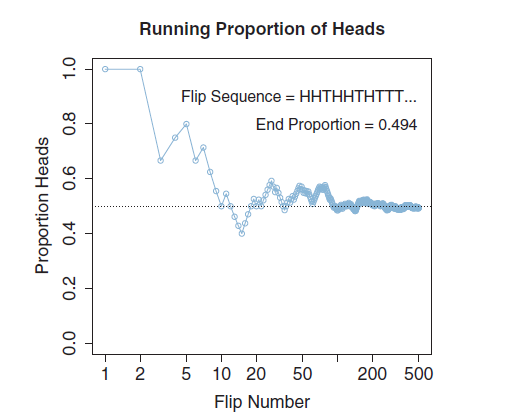 Running Proportion of Heads
Flip Sequence = HHTHHTHTTT...
End Proportion = 0.494
Proportion Heads
1.0
0.8
0.6
0.4
0.2
0.0
1 2 5 10 20 50 200 500
Flip Number